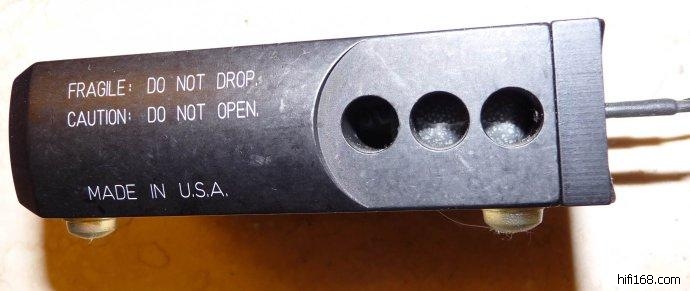 FRAGILE: DO NOT DROP.
CAUTION: DO NOT OPEN.
MADE IN U.S.A.
hifi168.com